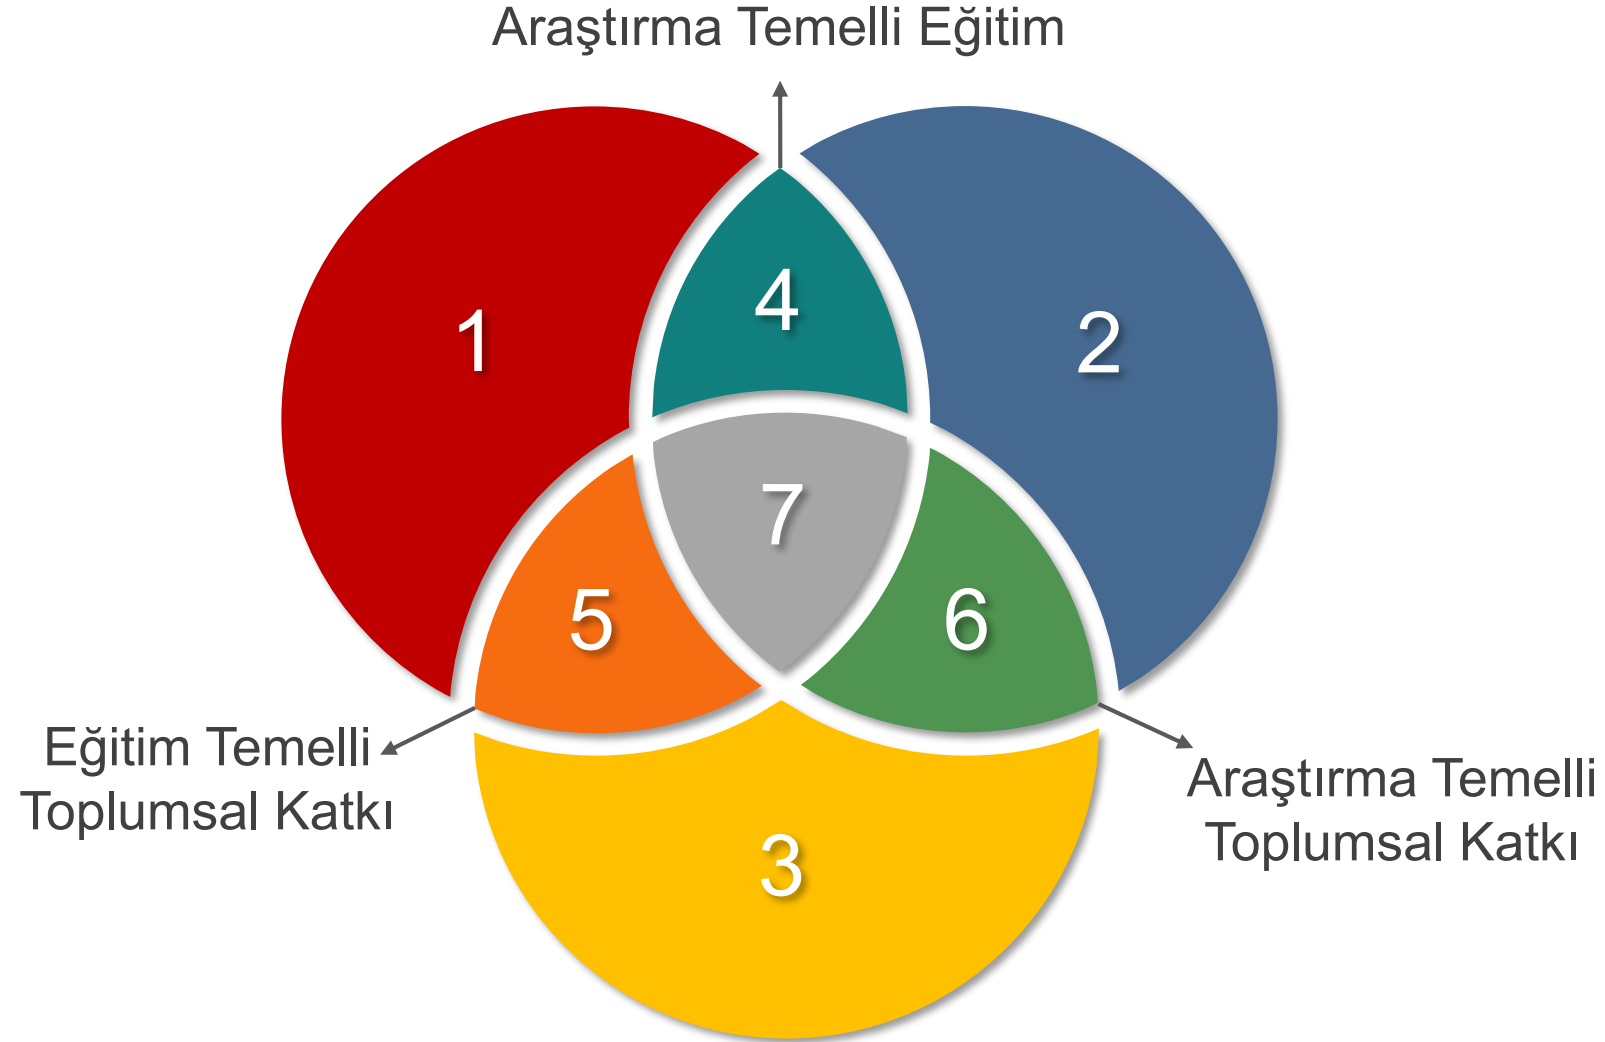 Araştırma Temelli Eğitim
1
4
2
7
5
6
Eğitim Temelli
Toplumsal Katkı
Araştırma Temelli
Toplumsal Katkı
3